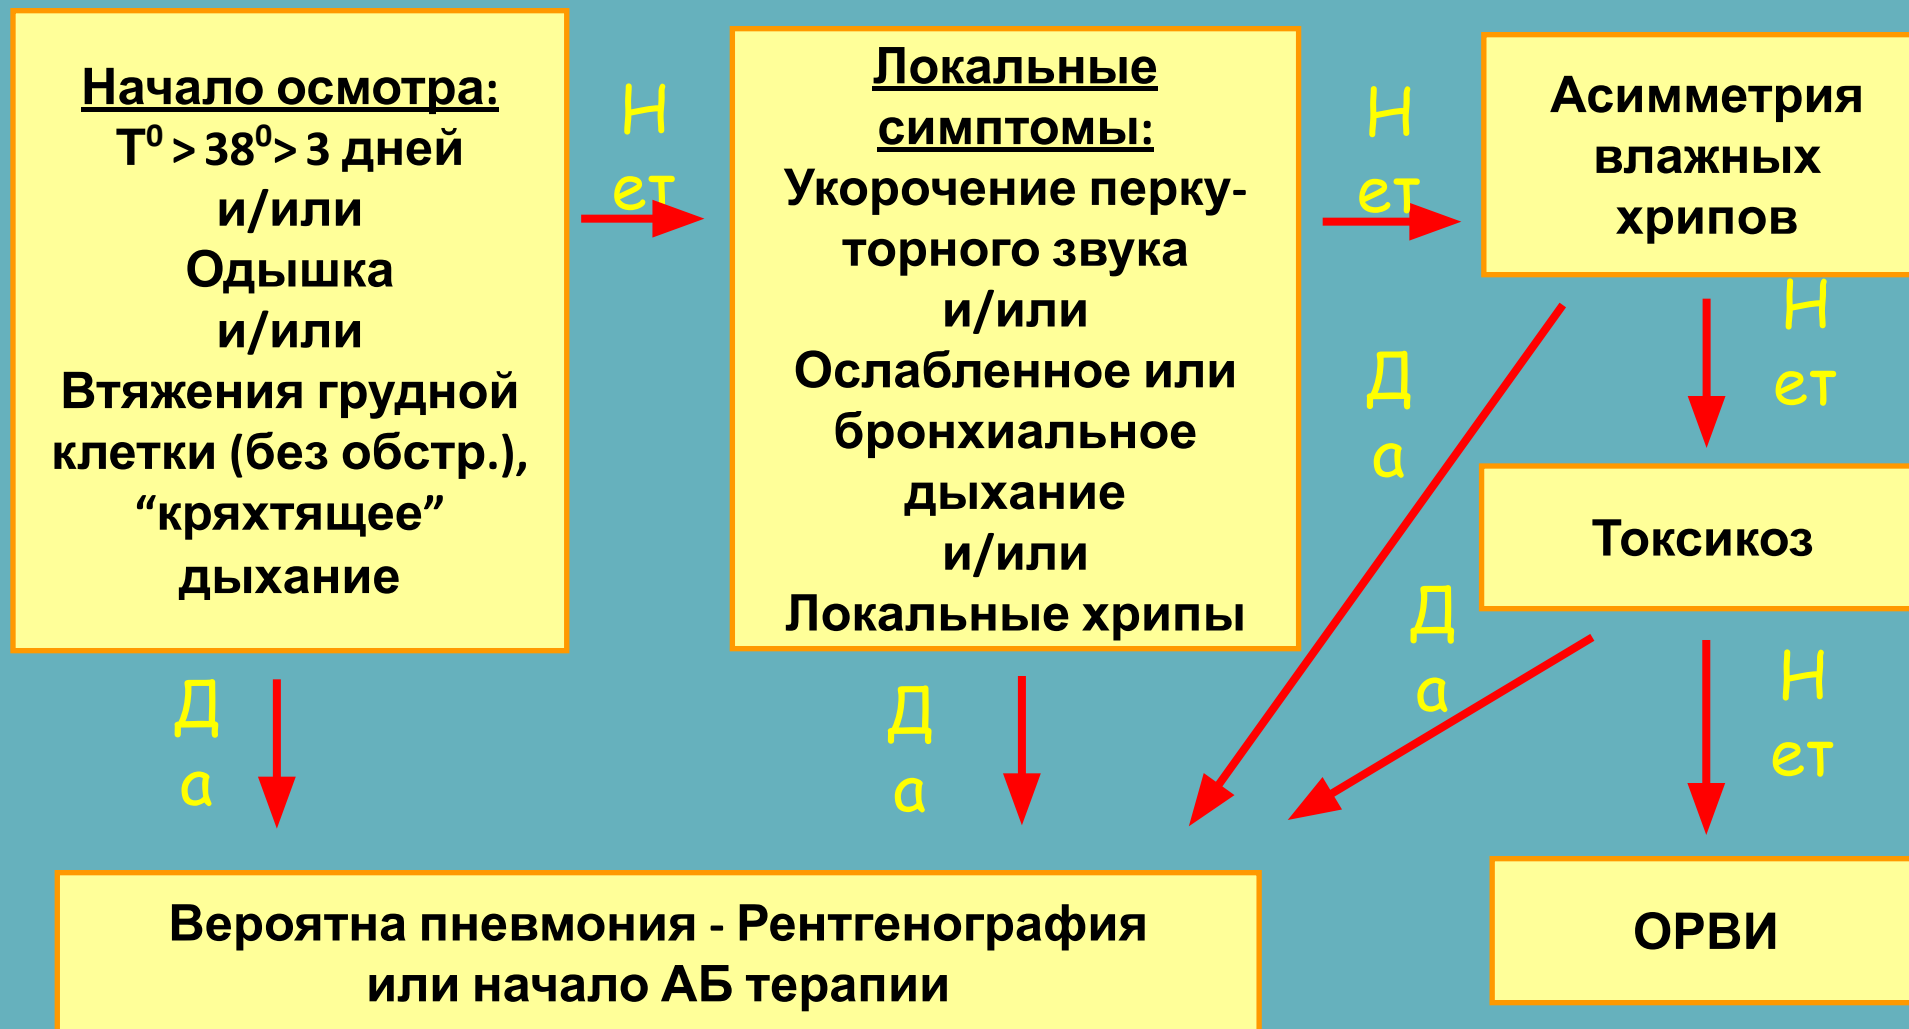 Начало осмотра:
Т⁰ > 38⁰> 3 дней
и/или
Одышка
и/или
Втяжения грудной
клетки (без обстр.),
“кряхтящее”
дыхание
Н
ет
Локальные
симптомы:
Укорочение перку-
торного звука
и/или
Ослабленное или
бронхиальное
дыхание
и/или
Локальные хрипы
Н
ет
Асимметрия
влажных
хрипов
Н
ет
Д
а
Токсикоз
Д
а
Н
ет
Д
а
Д
а
Вероятна пневмония - Рентгенография
или начало АБ терапии
ОРВИ